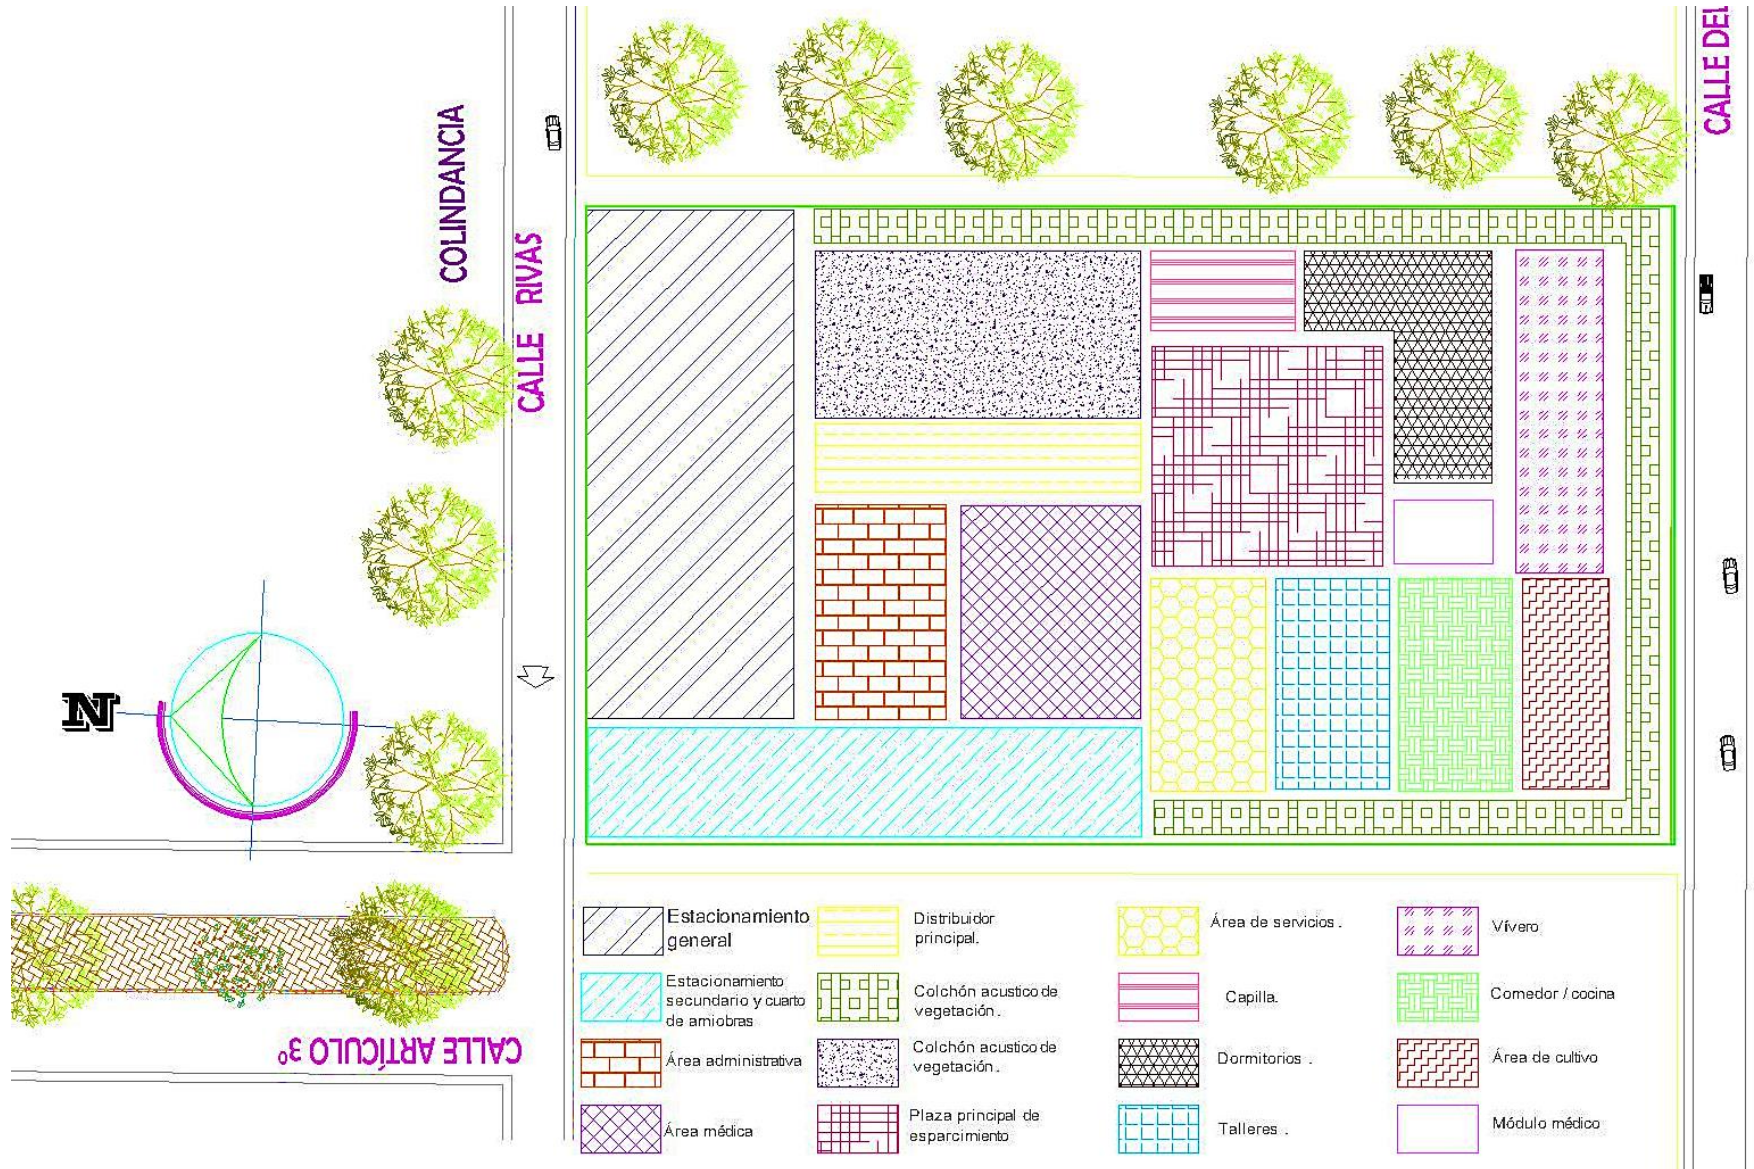 CALLE DEL
COLINDANCIA
CALLE RIVAS
N
CALLE ARTÍCULO 3º
Estacionamiento
general
Estacionamiento
secundario y cuarto
de amiobras
Área administrativa
Área médica
Distribuidor
principal.
Colchón acustico de
vegetación.
Colchón acustico de
vegetación.
Plaza principal de
esparcimiento
Área de servicios.
Capilla.
Dormitorios .
Talleres .
Vívero
Comedor / cocina
Área de cultivo
Módulo médico